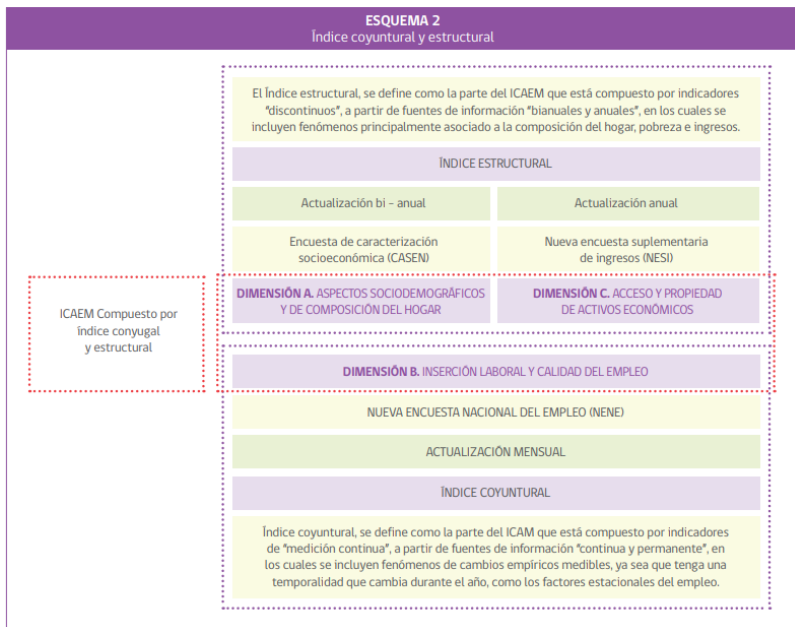 ESQUEMA 2
Índice coyuntural y estructural
El Índice estructural, se define como la parte del ICAEM que está compuesto por indicadores
"discontinuos", a partir de fuentes de información "bianuales y anuales", en los cuales se
incluyen fenómenos principalmente asociado a la composición del hogar, pobreza e ingresos.
ÍNDICE ESTRUCTURAL
Actualización bi – anual
Actualización anual
Encuesta de caracterización
socioeconómica (CASEN)
Nueva encuesta suplementaria
de ingresos (NESI)
ICAEM Compuesto por
índice conyugal
y estructural
DIMENSIÓN A. ASPECTOS SOCIODEMOGRÁFICOS
Y DE COMPOSICIÓN DEL HOGAR
DIMENSIÓN C. ACCESO Y PROPIEDAD
DE ACTIVOS ECONÓMICOS
DIMENSIÓN B. INSERCIÓN LABORAL Y CALIDAD DEL EMPLEO
NUEVA ENCUESTA NACIONAL DEL EMPLEO (NENE)
ACTUALIZACIÓN MENSUAL
ÍNDICE COYUNTURAL
Índice coyuntural, se define como la parte del ICAM que está compuesto por indicadores
de "medición continua", a partir de fuentes de información "continua y permanente", en
los cuales se incluyen fenómenos de cambios empíricos medibles, ya sea que tenga una
temporalidad que cambia durante el año, como los factores estacionales del empleo.